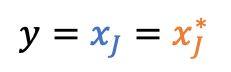 y = x_J = x_J^*